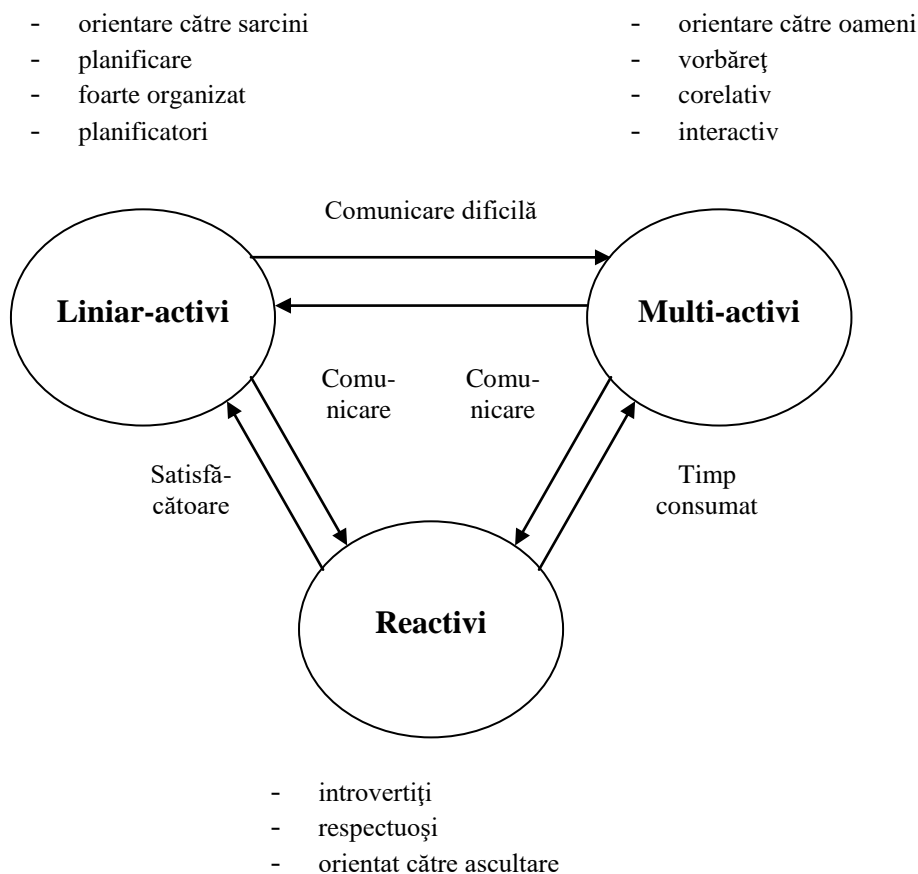 - orientare către sarcini
- planificare
- foarte organizat
- planificatori
- orientare către oameni
- vorbăreţ
- corelativ
- interactiv
Comunicare dificilă
Liniar-activi
Multi-activi
Comu-
nicare
Comu-
nicare
Satisfă-
cătoare
Timp
consumat
Reactivi
- introvertiţi
- respectuoşi
- orientat către ascultare